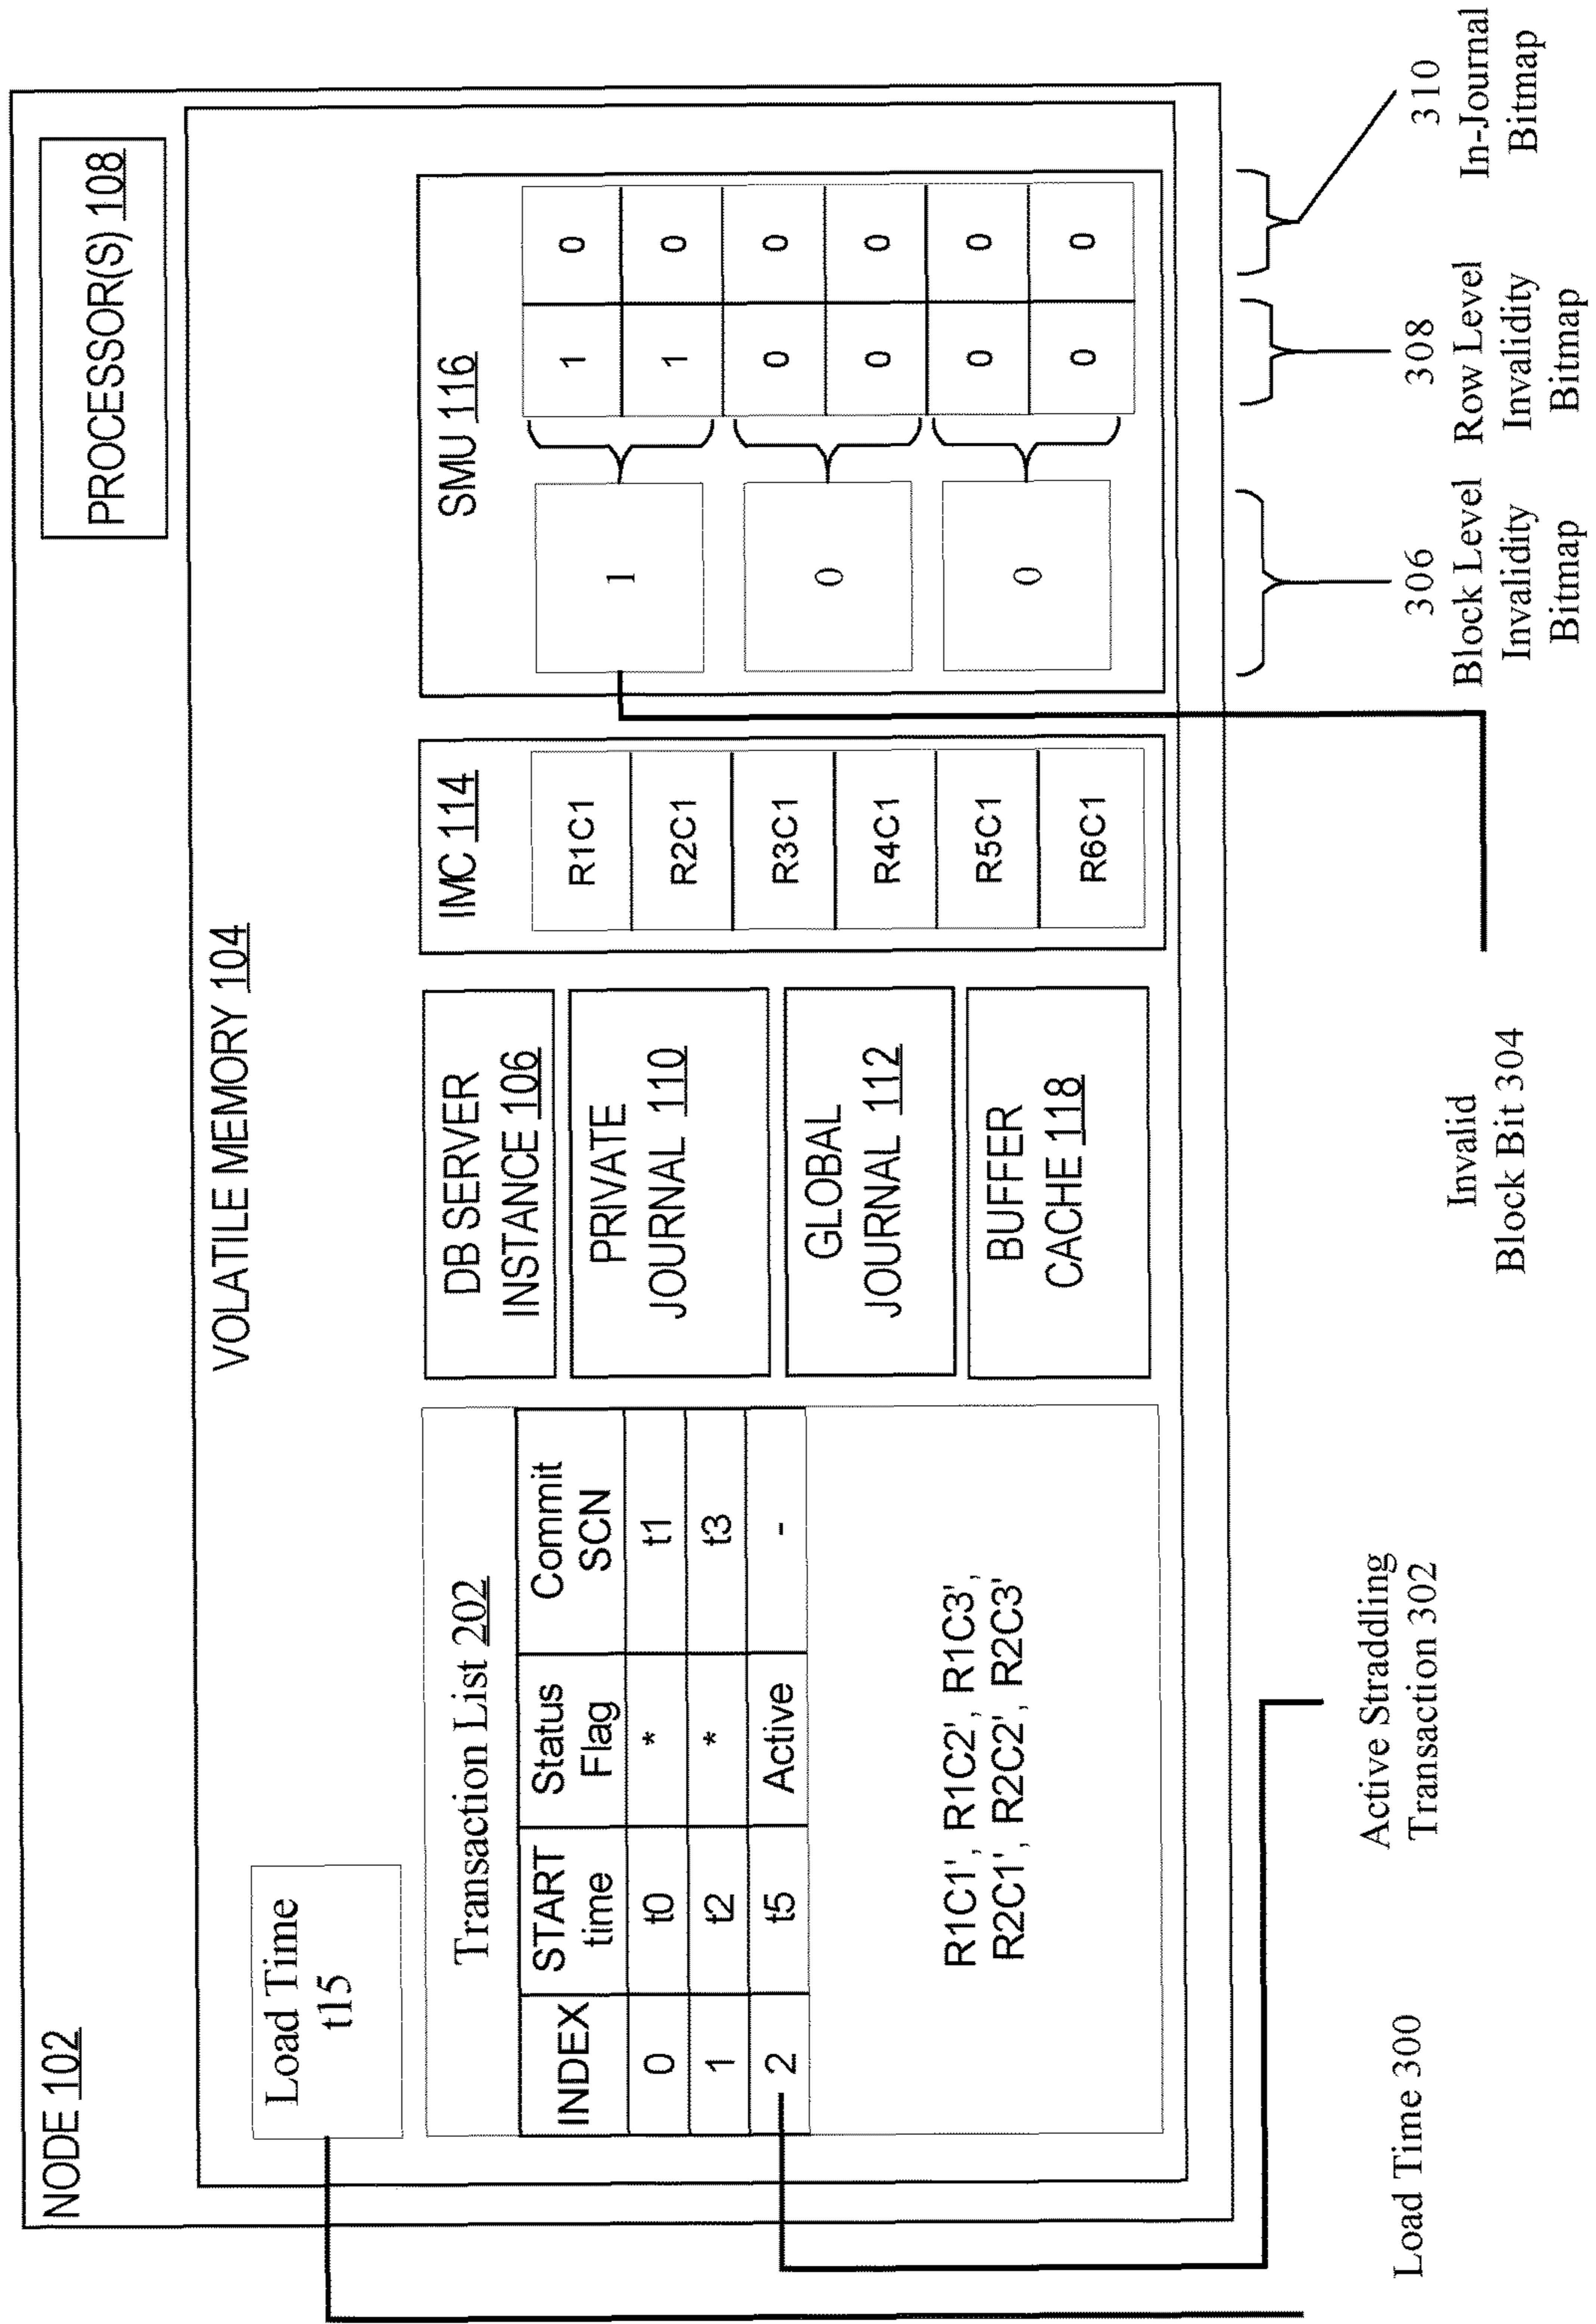 NODE 102
PROCESSOR(S) 108
VOLATILE MEMORY 104
Load Time
t15
Transaction List 202
INDEX START time Status Flag Commit SCN
0 t0 * t1
1 t2 * t3
2 t5 Active -
R1C1', R1C2', R1C3',
R2C1', R2C2', R2C3'
DB SERVER
INSTANCE 106
PRIVATE
JOURNAL 110
GLOBAL
JOURNAL 112
BUFFER
CACHE 118
IMC 114
R1C1
R2C1
R3C1
R4C1
R5C1
R6C1
SMU 116
1
0
0
1 0
1 0
0 0
0 0
0 0
0 0
Load Time 300
Active Straddling
Transaction 302
Invalid
Block Bit 304
306
Block Level
Invalidity
Bitmap
308
Row Level
Invalidity
Bitmap
310
In-Journal
Bitmap